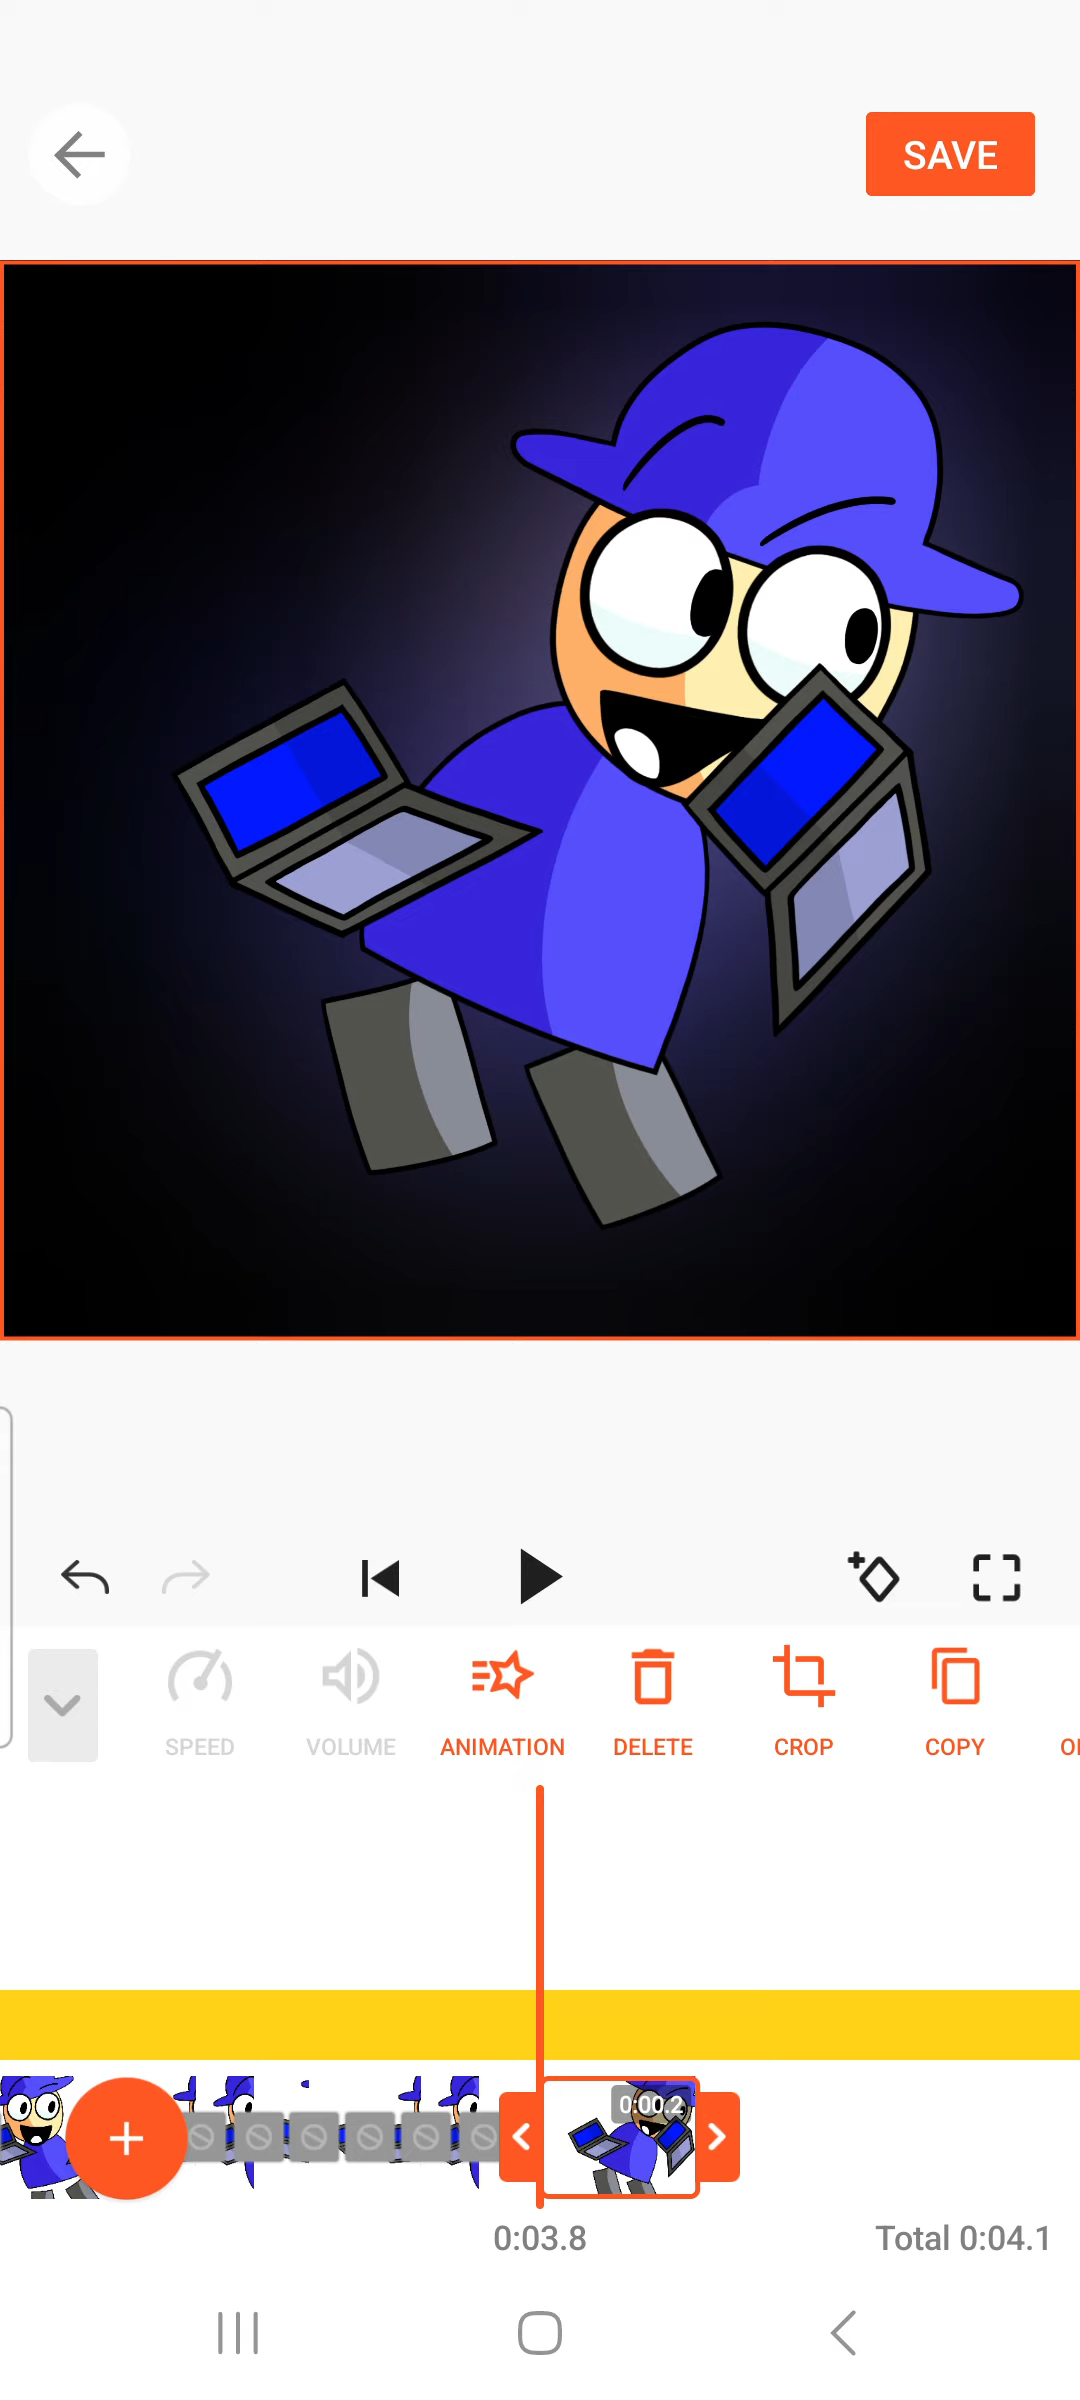 SAVE
SPEED
VOLUME
ANIMATION
DELETE
CROP
COPY
0:00.2
0:03.8
Total 0:04.1